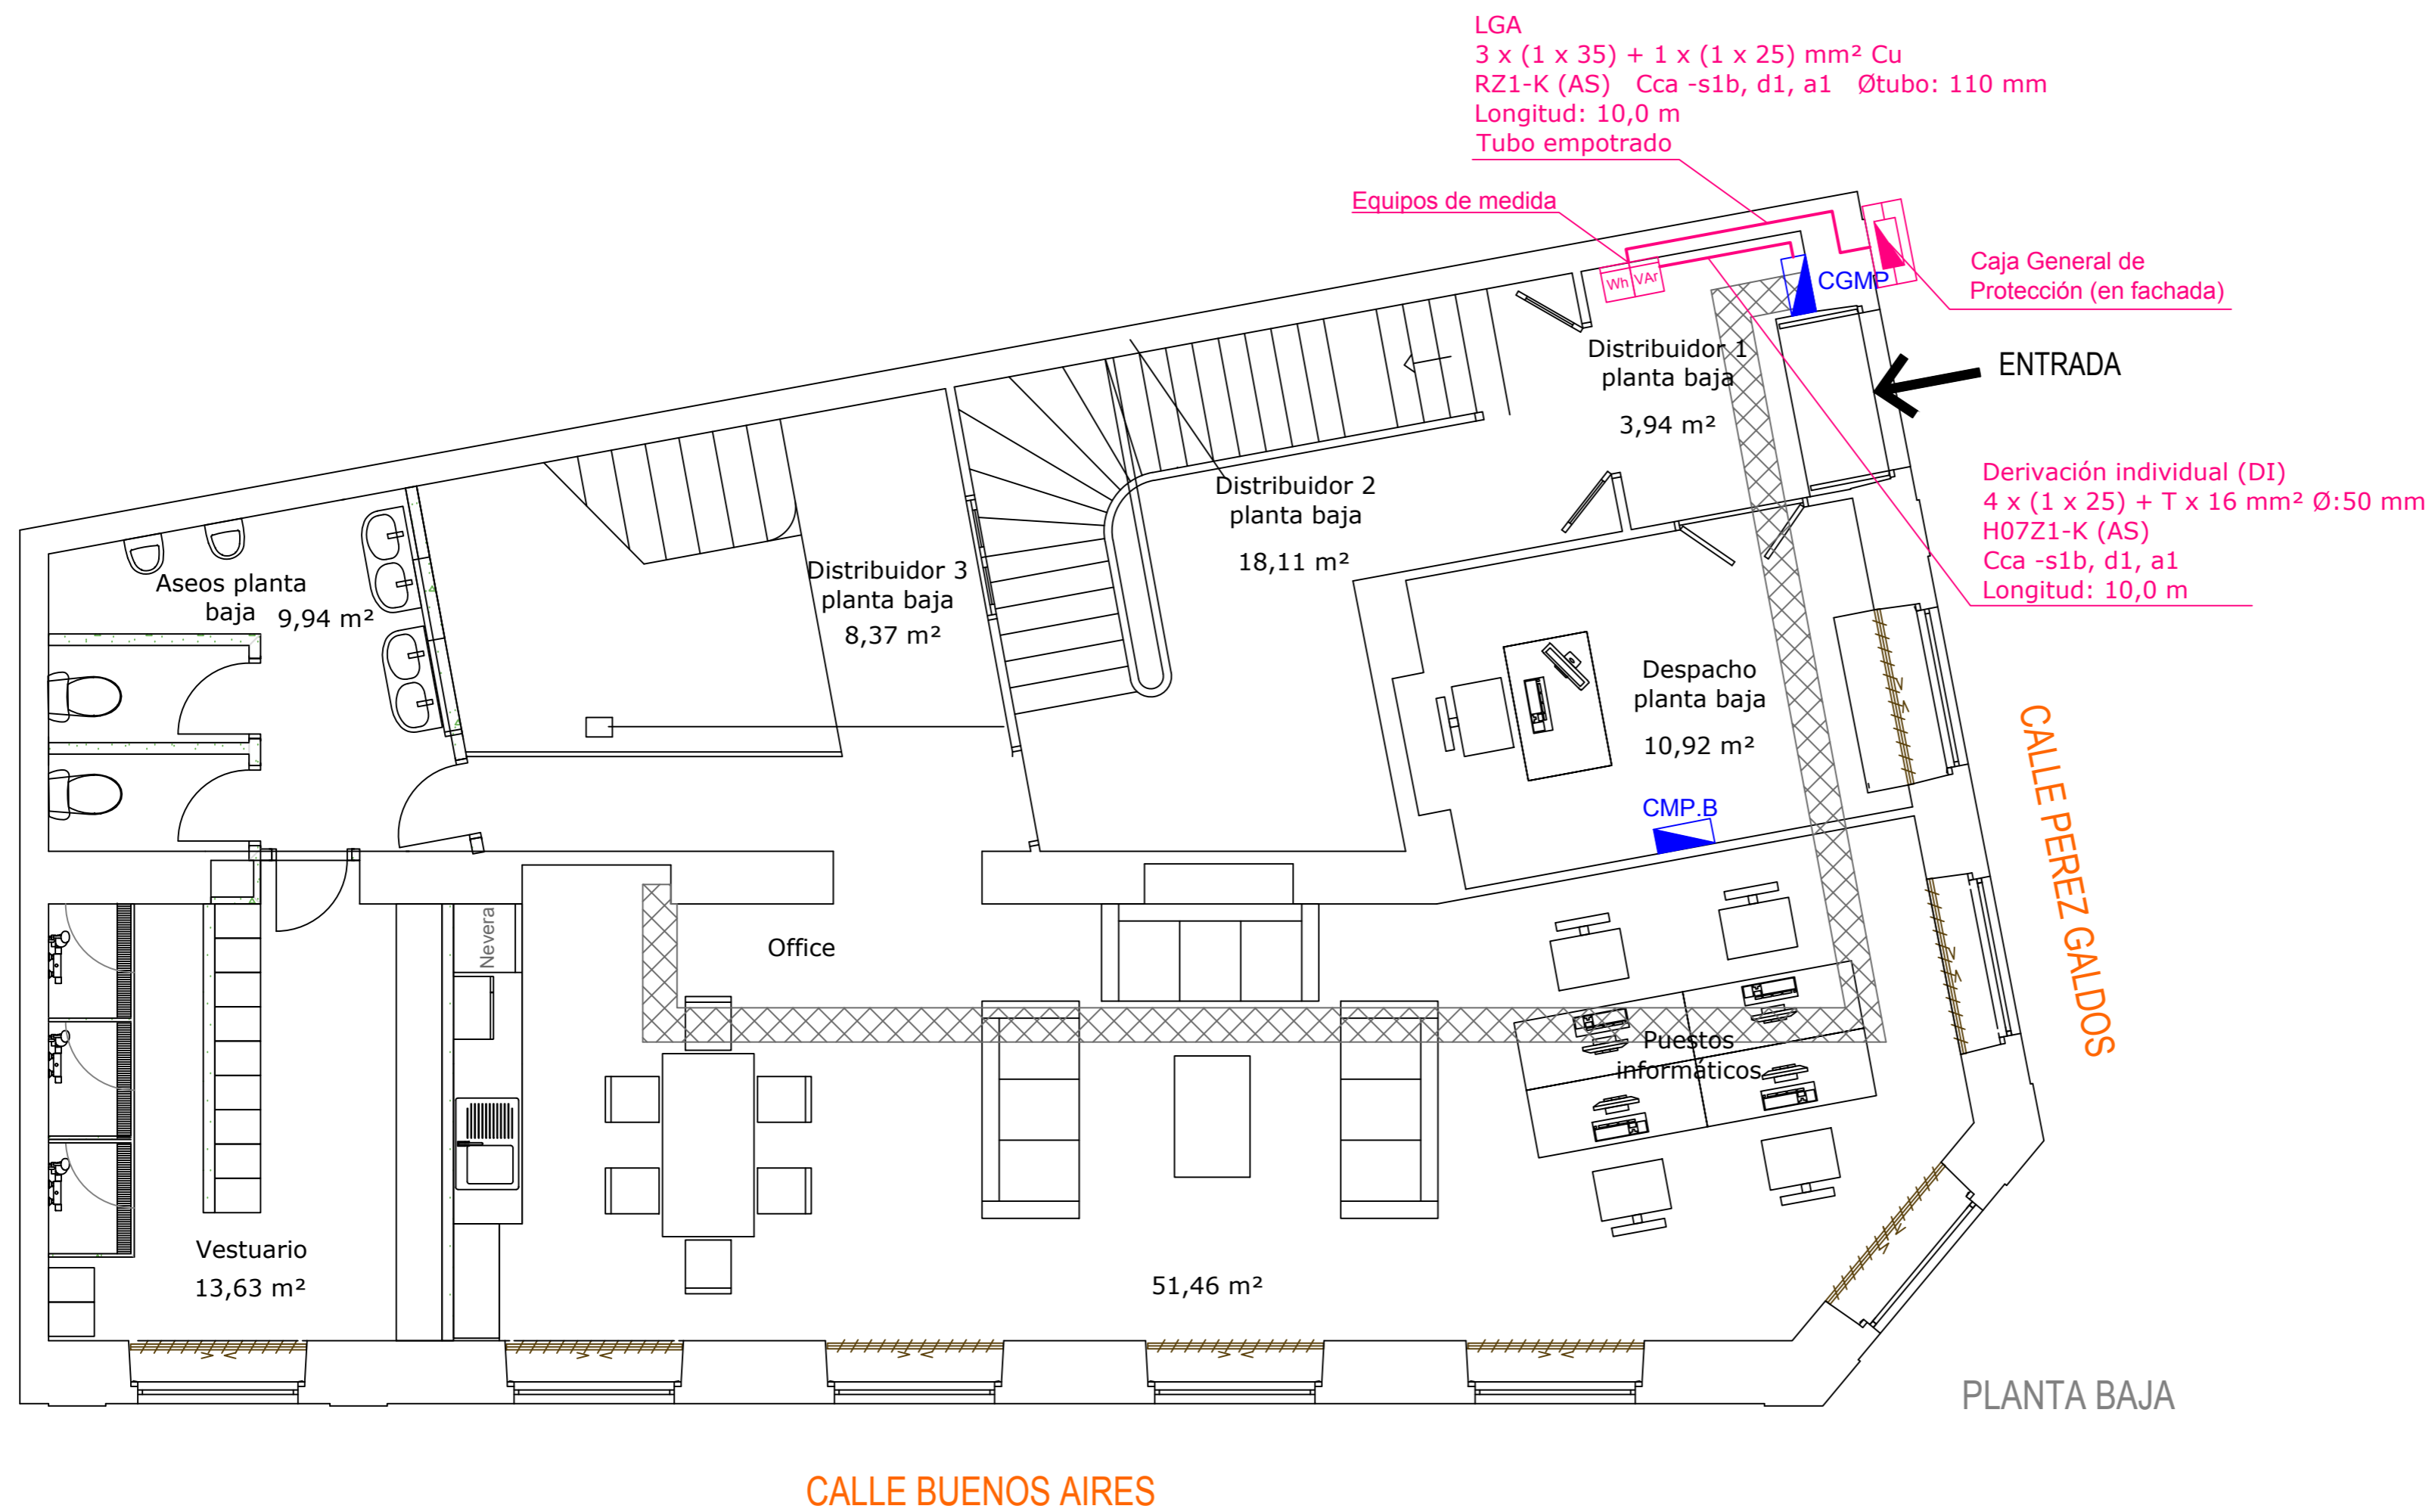 LGA
3 x (1 x 35) + 1 x (1 x 25) mm² Cu
RZ1-K (AS) Cca -s1b, d1, a1 Øtubo: 110 mm
Longitud: 10,0 m
Tubo empotrado
Equipos de medida
Wh VAr
CGMP
Caja General de
Protección (en fachada)
ENTRADA
Distribuidor 1
planta baja
3,94 m²
Derivación individual (DI)
4 x (1 x 25) + T x 16 mm² Ø:50 mm
H07Z1-K (AS)
Cca -s1b, d1, a1
Longitud: 10,0 m
Distribuidor 2
planta baja
18,11 m²
Distribuidor 3
planta baja
8,37 m²
Aseos planta
baja 9,94 m²
Despacho
planta baja
10,92 m²
CMP.B
CALLE PEREZ GALDOS
Nevera
Office
Puestos
informáticos
Vestuario
13,63 m²
51,46 m²
PLANTA BAJA
CALLE BUENOS AIRES